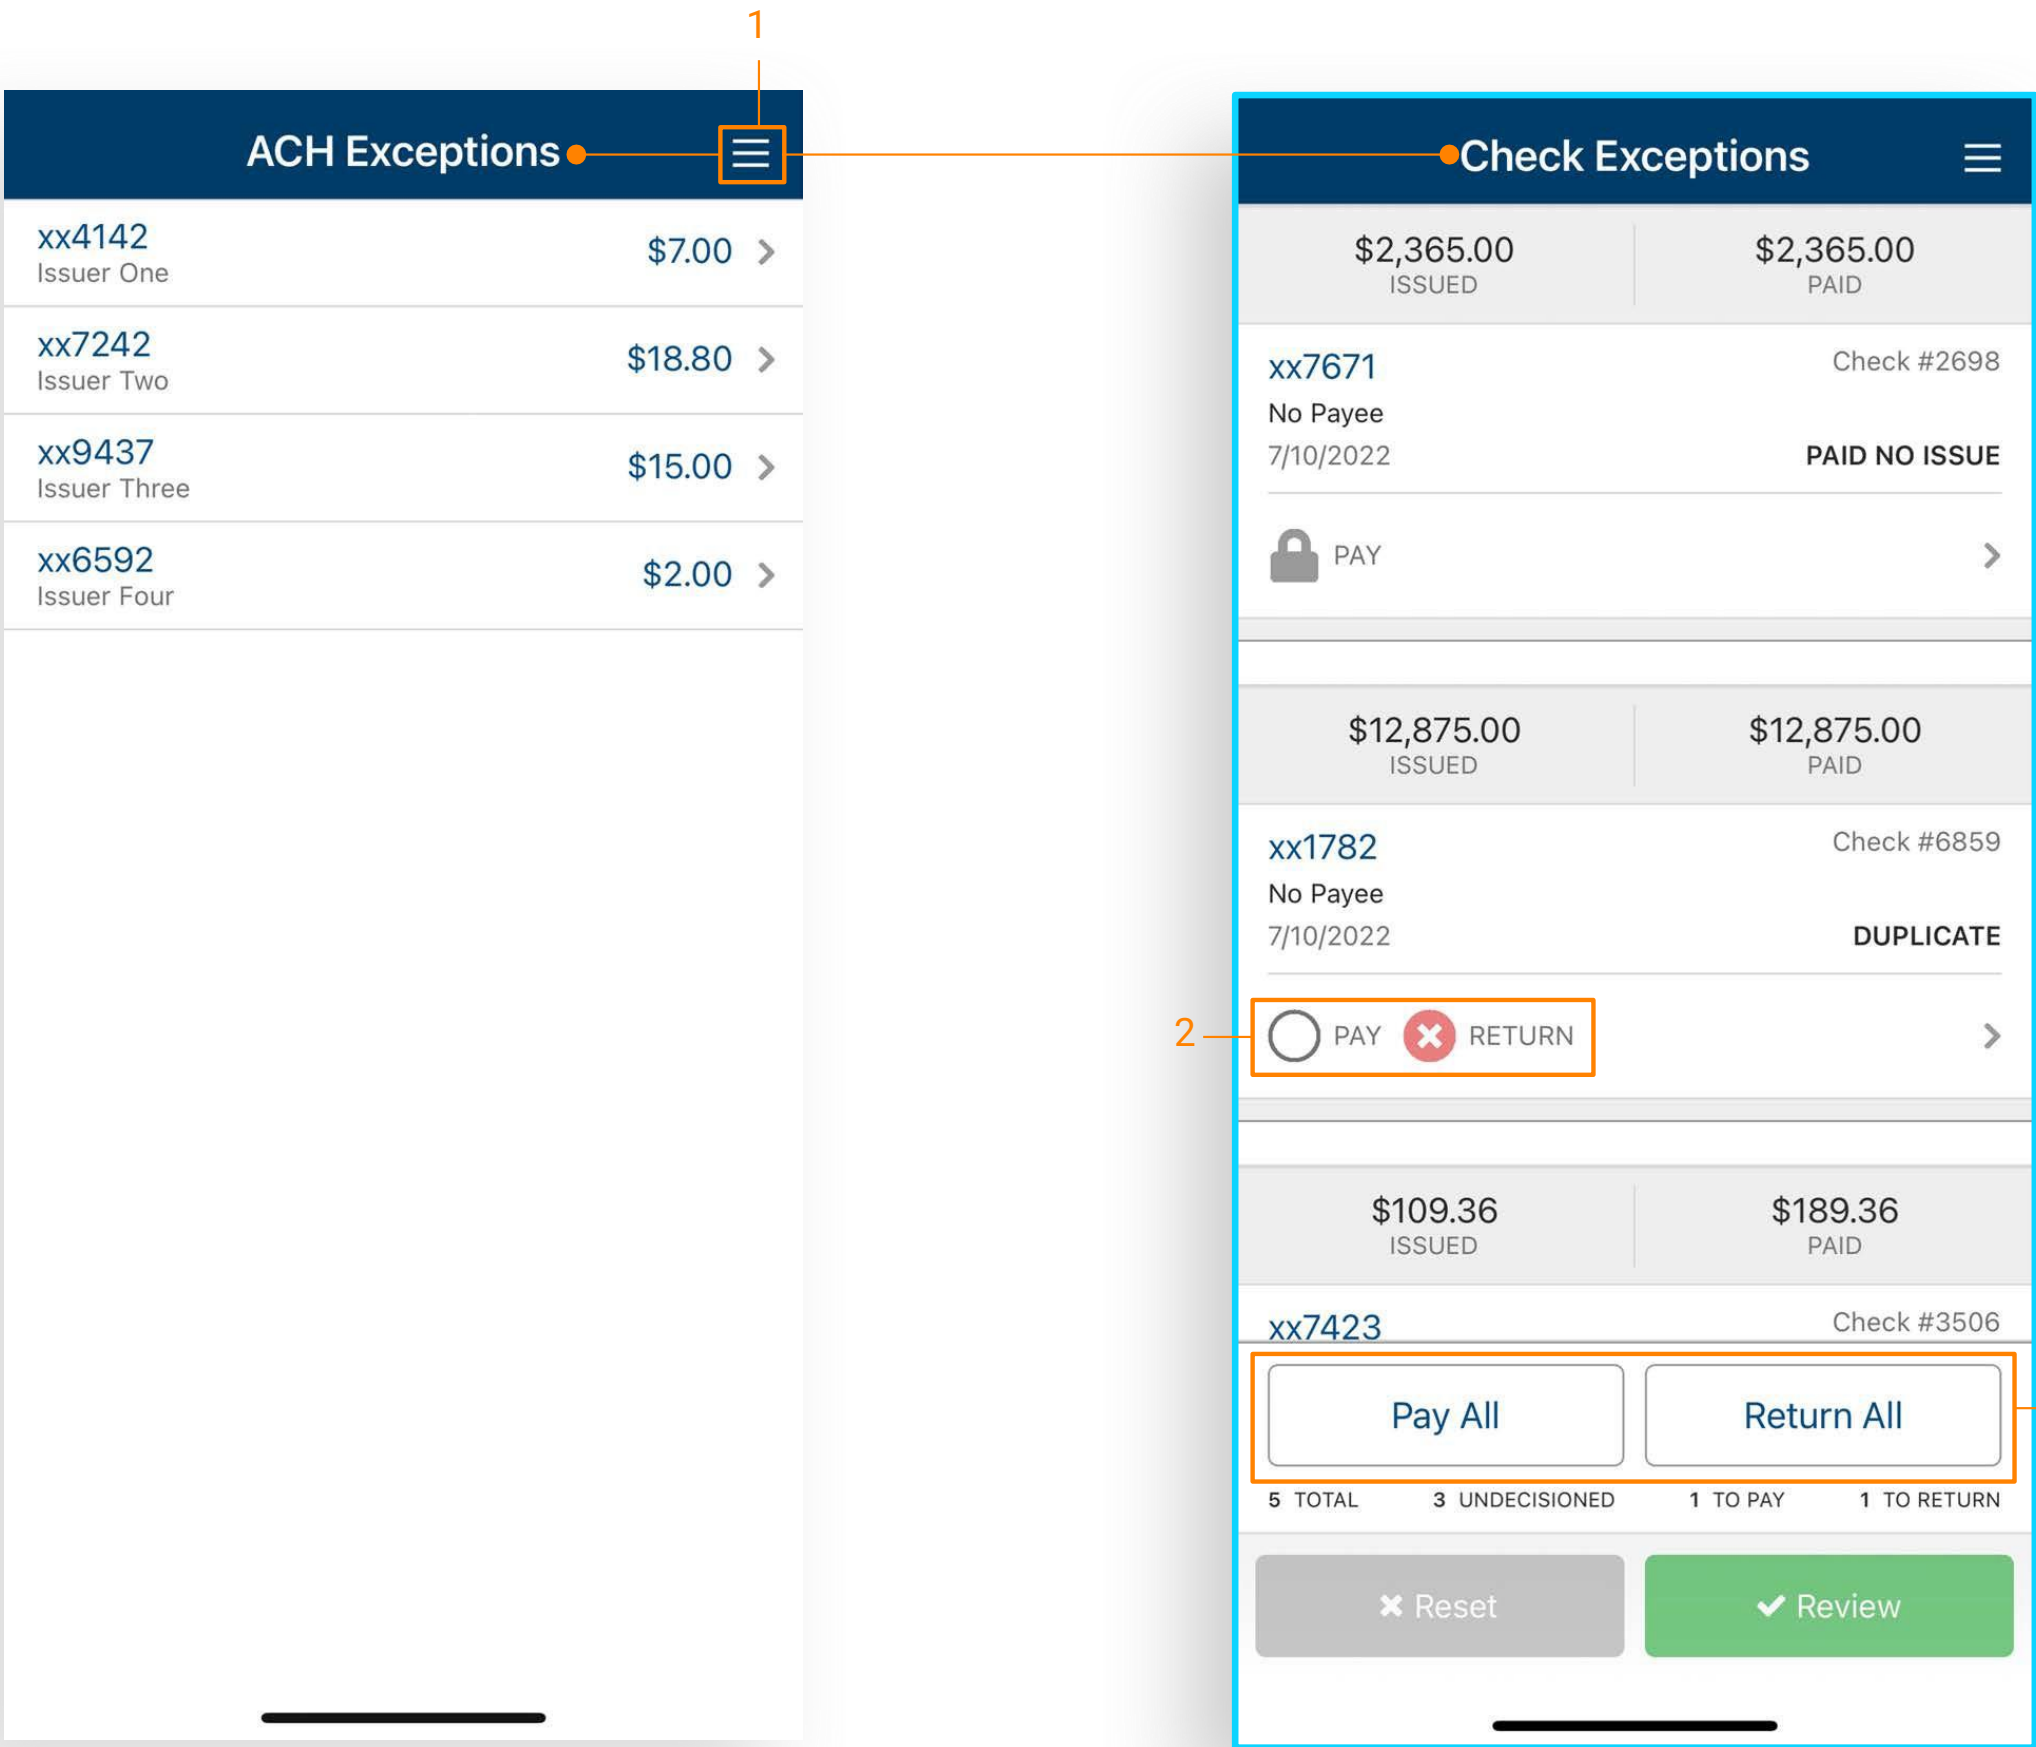 1
ACH Exceptions
xx4142
Issuer One
$7.00
xx7242
Issuer Two
$18.80
xx9437
Issuer Three
$15.00
xx6592
Issuer Four
$2.00
Check Exceptions
$2,365.00
ISSUED
$2,365.00
PAID
xx7671
Check #2698
No Payee
7/10/2022
PAID NO ISSUE
PAY
$12,875.00
ISSUED
$12,875.00
PAID
xx1782
Check #6859
No Payee
7/10/2022
DUPLICATE
2
PAY
RETURN
$109.36
ISSUED
$189.36
PAID
xx7423
Check #3506
Pay All
Return All
5 TOTAL
3 UNDECISIONED
1 TO PAY
1 TO RETURN
Reset
Review